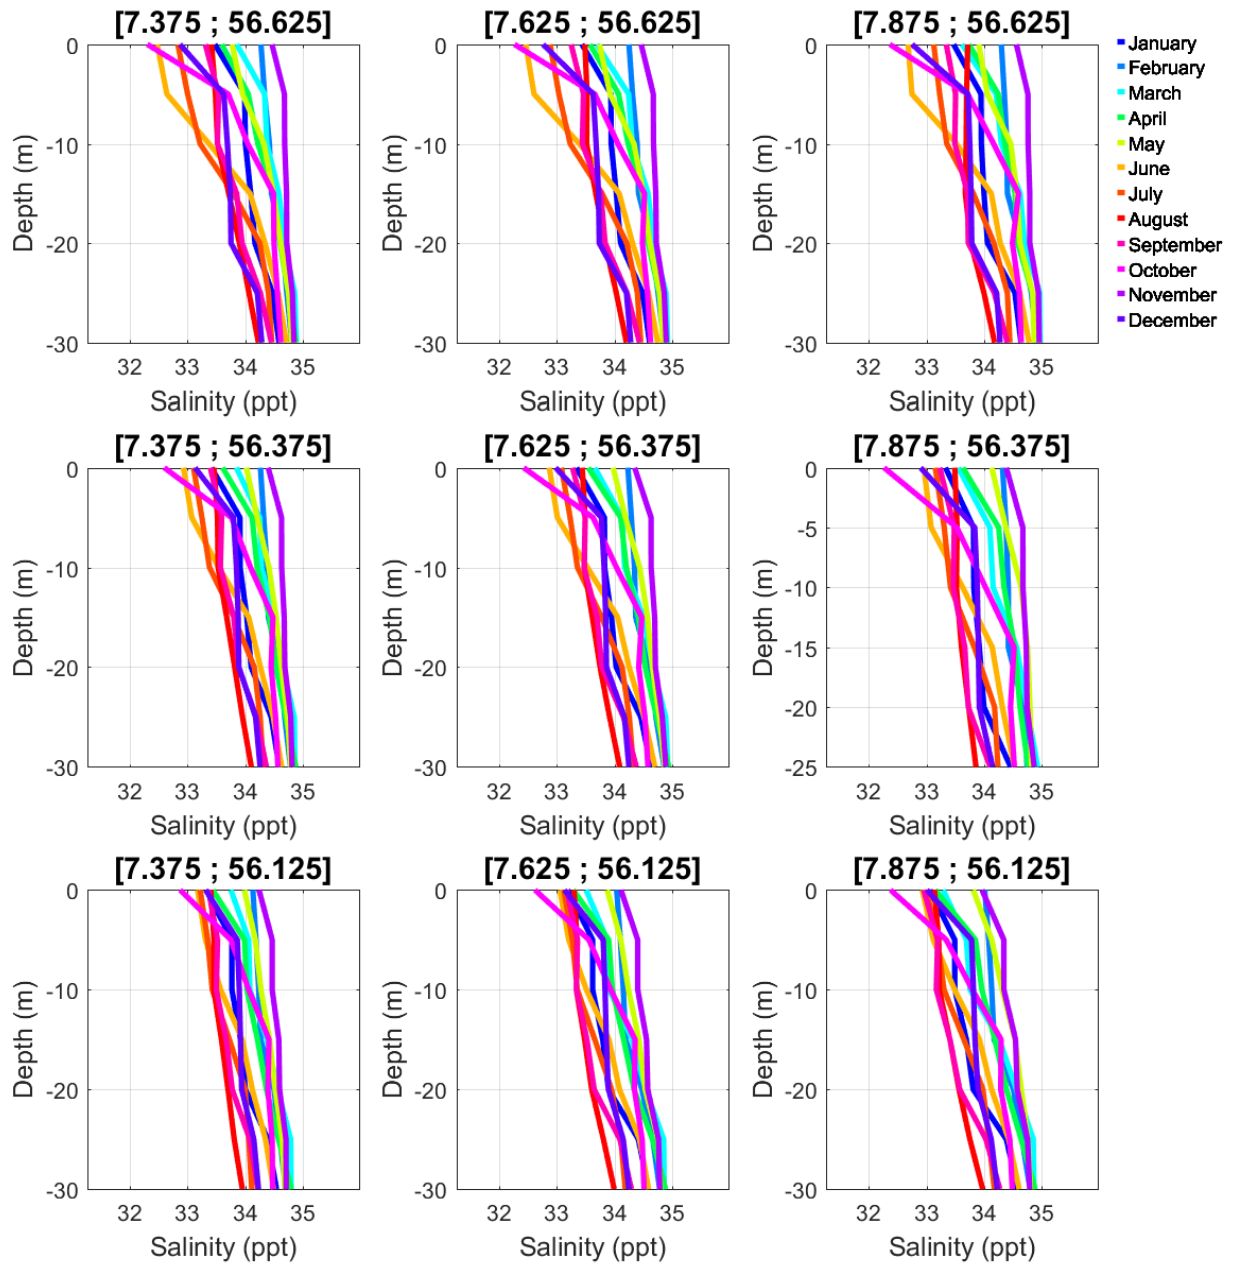 [7.375 ; 56.625]
[7.625 ; 56.625]
[7.875 ; 56.625]
0
-10
-20
-30
Depth (m)
32 33 34 35
Salinity (ppt)
0
-10
-20
-30
Depth (m)
32 33 34 35
Salinity (ppt)
0
-10
-20
-30
Depth (m)
32 33 34 35
Salinity (ppt)
January
February
March
April
May
June
July
August
September
October
November
December
[7.375 ; 56.375]
[7.625 ; 56.375]
[7.875 ; 56.375]
0
-10
-20
-30
Depth (m)
32 33 34 35
Salinity (ppt)
0
-10
-20
-30
Depth (m)
32 33 34 35
Salinity (ppt)
0
-5
-10
-15
-20
-25
Depth (m)
32 33 34 35
Salinity (ppt)
[7.375 ; 56.125]
[7.625 ; 56.125]
[7.875 ; 56.125]
0
-10
-20
-30
Depth (m)
32 33 34 35
Salinity (ppt)
0
-10
-20
-30
Depth (m)
32 33 34 35
Salinity (ppt)
0
-10
-20
-30
Depth (m)
32 33 34 35
Salinity (ppt)